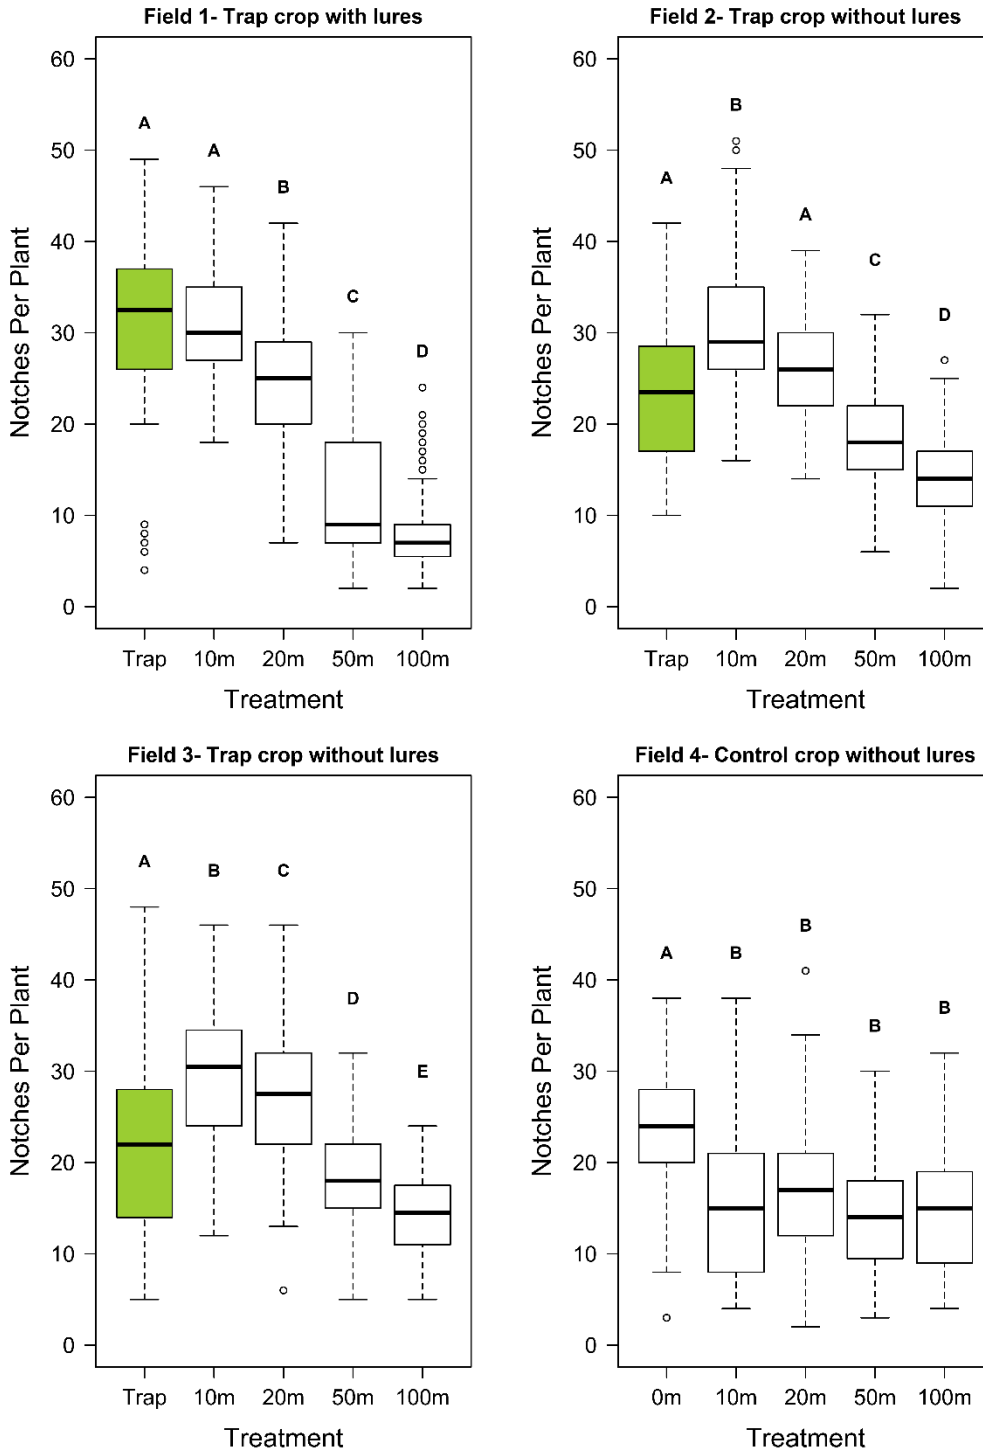 Field 1- Trap crop with lures
60
50
40
30
20
10
0
Notches Per Plant
A
A
B
C
D
Trap 10m 20m 50m 100m
Treatment
Field 2- Trap crop without lures
60
50
40
30
20
10
0
Notches Per Plant
A
B
A
C
D
Trap 10m 20m 50m 100m
Treatment
Field 3- Trap crop without lures
60
50
40
30
20
10
0
Notches Per Plant
A
B
C
D
E
Trap 10m 20m 50m 100m
Treatment
Field 4- Control crop without lures
60
50
40
30
20
10
0
Notches Per Plant
A
B
B
B
B
0m 10m 20m 50m 100m
Treatment